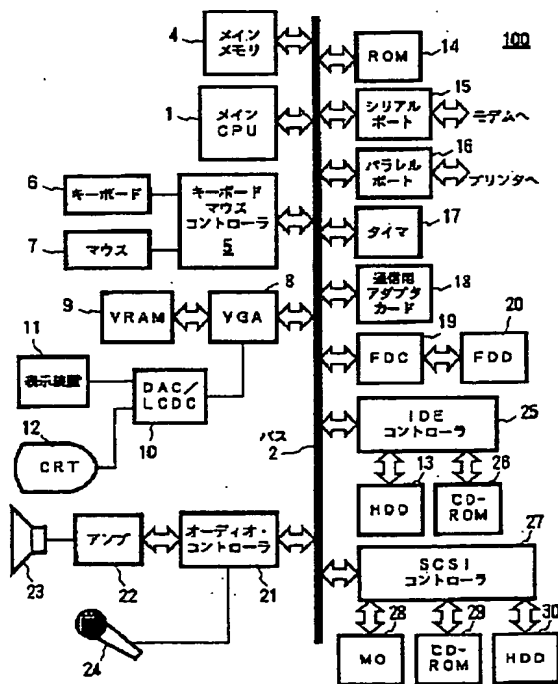 100
4
メイン
メモリ
ROM
14
1
メイン
CPU
15
シリアル
ポート
モデムへ
16
パラレル
ポート
プリンタへ
6
キーボード
7
マウス
キーボード
マウス
コントローラ
5
タイマ
17
通信用
アダプタ
カード
18
8
9
VRAM
VGA
19
20
FDC
FDD
11
表示装置
DAC/
LCDC
10
12
CRT
バス
2
IDE
コントローラ
25
13
26
HDD
CD-
ROM
27
SCSI
コントローラ
23
アンプ
22
オーディオ・
コントローラ
21
24
28
29
30
MO
CD-
ROM
HDD